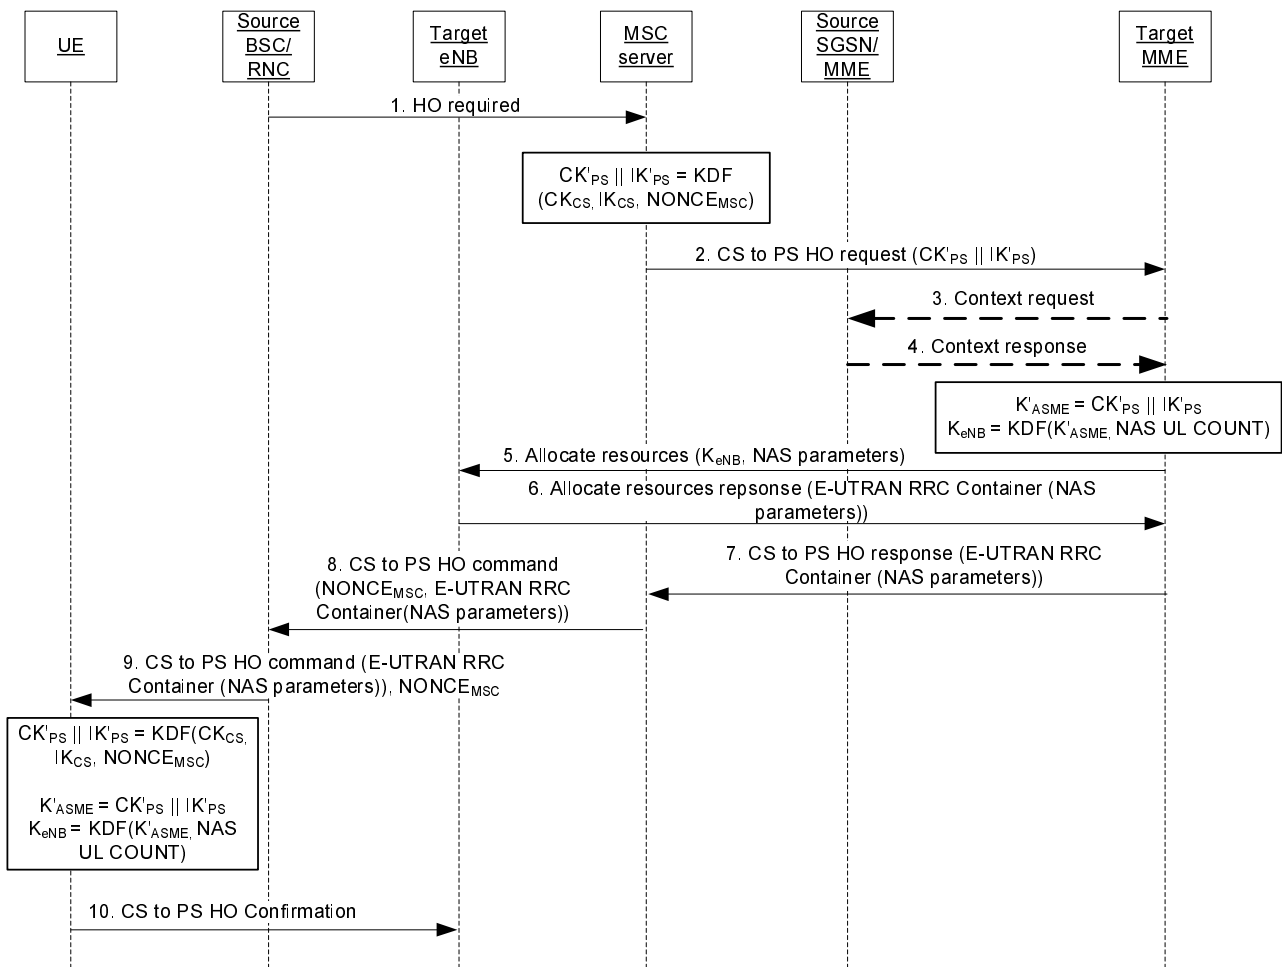 UE
Source
BSC/
RNC
Target
eNB
MSC
server
Source
SGSN/
MME
Target
MME
1. HO required
CK'PS || IK'PS = KDF
(CKCS, IKCS, NONCEMSC)
2. CS to PS HO request (CK'PS || IK'PS)
3. Context request
4. Context response
K'ASME = CK'PS || IK'PS
KeNB = KDF(K'ASME, NAS UL COUNT)
5. Allocate resources (KeNB, NAS parameters)
6. Allocate resources repsonse (E-UTRAN RRC Container (NAS
parameters))
7. CS to PS HO response (E-UTRAN RRC
Container (NAS parameters))
8. CS to PS HO command
(NONCEMSC, E-UTRAN RRC
Container(NAS parameters))
9. CS to PS HO command (E-UTRAN RRC
Container (NAS parameters)), NONCEMSC
CK'PS || IK'PS = KDF(CKCS,
IKCS, NONCEMSC)
K'ASME = CK'PS || IK'PS
KeNB = KDF(K'ASME, NAS
UL COUNT)
10. CS to PS HO Confirmation